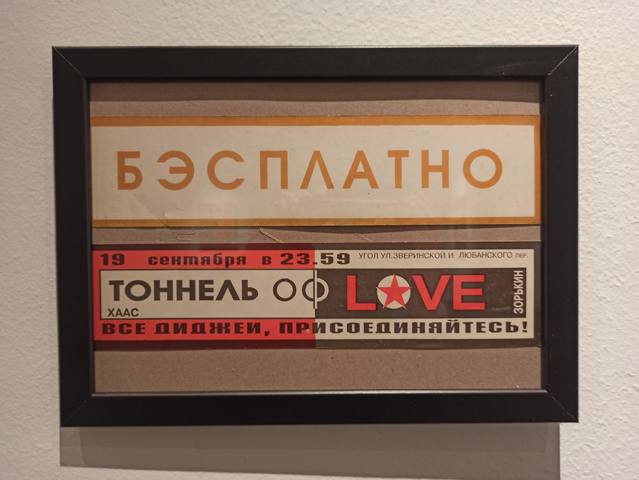 БЭСПЛАТНО
19 сентября в 23.59 УГОЛ УЛ.ЗВЕРИНСКОЙ И ЛЮБАНСКОГО ПЕР.
ТОННЕЛЬ ОФ LOVE
ХААС
ЗОРЬКИН
ВСЕ ДИДЖЕИ, ПРИСОЕДИНЯЙТЕСЬ!